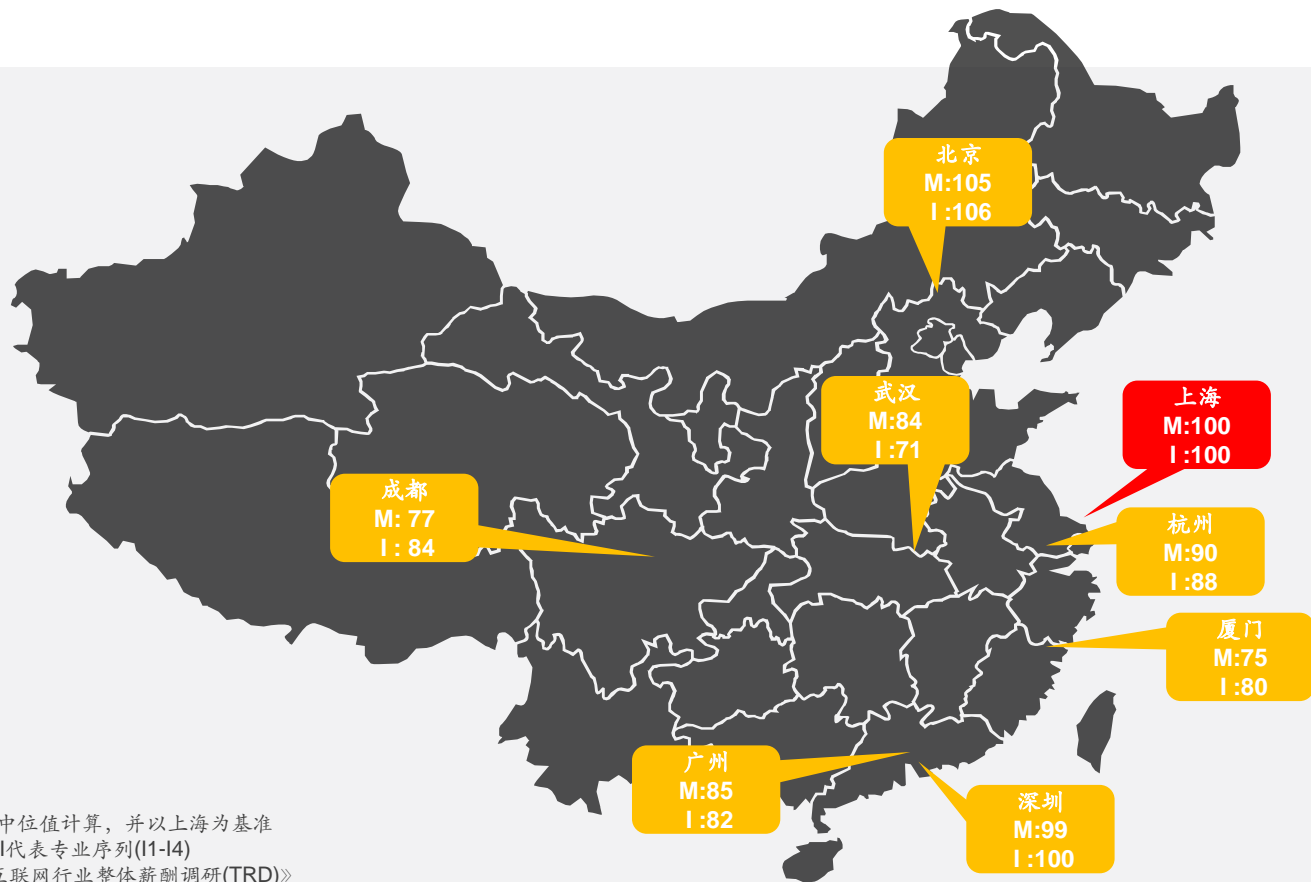 北京
M:105
I :106
武汉
M:84
I :71
上海
M:100
I :100
成都
M: 77
I : 84
杭州
M:90
I :88
厦门
M:75
I :80
广州
M:85
I :82
深圳
M:99
I :100
中位值计算，并以上海为基准
I代表专业序列(I1-I4)
互联网行业整体薪酬调研(TRD)》